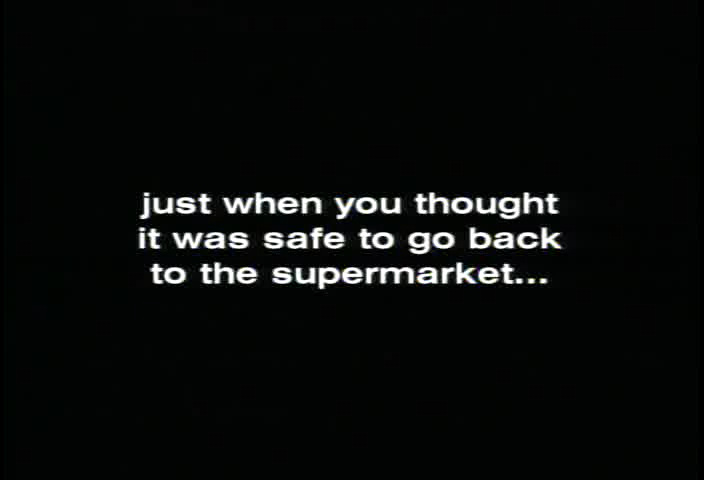 just when you thought
it was safe to go back
to the supermarket...